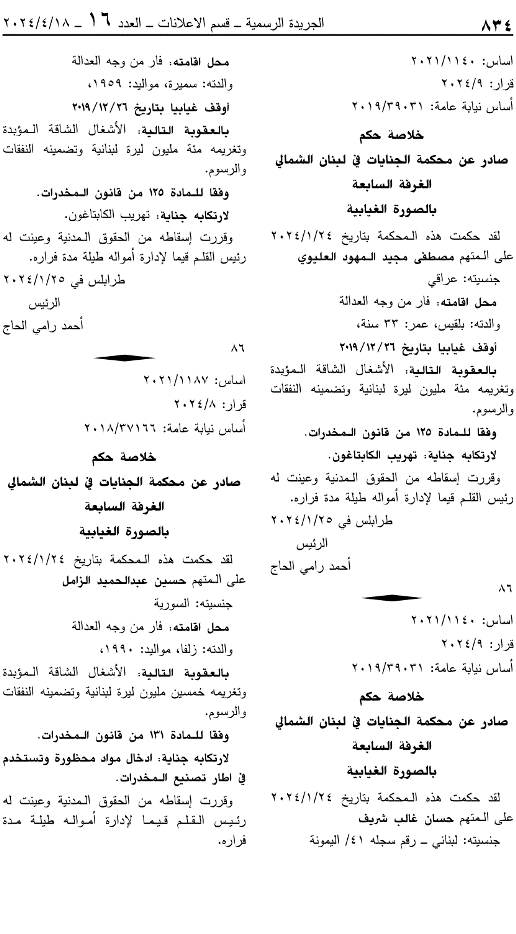 ٨٣٤
الجريدة الرسمية ــ قسم الاعلانات ــ العدد ١٦ ــ ٢٠٢٤/٤/١٨
اساس: ٢٠٢١/١١٤٠
قرار: ٢٠٢٤/٩
أساس نيابة عامة: ٢٠١٩/٣٩٠٣١
خلاصة حكم
صادر عن محكمة الجنايات في لبنان الشمالي
الغرفة السابعة
بالصورة الغيابية
لقد حكمت هذه المحكمة بتاريخ ٢٠٢٤/١/٢٤
على المتهم مصطفى مجيد المهود العليوي
جنسيته: عراقي
محل اقامته: فار من وجه العدالة
والدته: بلقيس، عمر: ٣٣ سنة،
أوقف غيابيا بتاريخ ٢٠١٩/١٢/٢٦
بالعقوبة التالية: الأشغال الشاقة المؤبدة
وتغريمه مئة مليون ليرة لبنانية وتضمينه النفقات
والرسوم.
وفقا للمادة ١٢٥ من قانون المخدرات.
لارتكابه جناية: تهريب الكابتاغون.
وقررت إسقاطه من الحقوق المدنية وعينت له
رئيس القلم قيما لإدارة أمواله طيلة مدة فراره.
طرابلس في ٢٠٢٤/١/٢٥
الرئيس
أحمد رامي الحاج
٨٦
اساس: ٢٠٢١/١١٤٠
قرار: ٢٠٢٤/٩
أساس نيابة عامة: ٢٠١٩/٣٩٠٣١
خلاصة حكم
صادر عن محكمة الجنايات في لبنان الشمالي
الغرفة السابعة
بالصورة الغيابية
لقد حكمت هذه المحكمة بتاريخ ٢٠٢٤/١/٢٤
على المتهم حسان غالب شريف
جنسيته: لبناني ــ رقم سجله ٤١/ اليمونة
محل اقامته: فار من وجه العدالة
والدته: سميرة، مواليد: ١٩٥٩،
أوقف غيابيا بتاريخ ٢٠١٩/١٢/٢٦
بالعقوبة التالية: الأشغال الشاقة المؤبدة
وتغريمه مئة مليون ليرة لبنانية وتضمينه النفقات
والرسوم.
وفقا للمادة ١٢٥ من قانون المخدرات.
لارتكابه جناية: تهريب الكابتاغون.
وقررت إسقاطه من الحقوق المدنية وعينت له
رئيس القلم قيما لإدارة أمواله طيلة مدة فراره.
طرابلس في ٢٠٢٤/١/٢٥
الرئيس
أحمد رامي الحاج
٨٦
اساس: ٢٠٢١/١١٨٧
قرار: ٢٠٢٤/٨
أساس نيابة عامة: ٢٠١٨/٣٧١٦٦
خلاصة حكم
صادر عن محكمة الجنايات في لبنان الشمالي
الغرفة السابعة
بالصورة الغيابية
لقد حكمت هذه المحكمة بتاريخ ٢٠٢٤/١/٢٤
على المتهم حسين عبدالحميد الزامل
جنسيته: السورية
محل اقامته: فار من وجه العدالة
والدته: زلفا، مواليد: ١٩٩٠،
بالعقوبة التالية: الأشغال الشاقة المؤبدة
وتغريمه خمسين مليون ليرة لبنانية وتضمينه النفقات
والرسوم.
وفقا للمادة ١٣١ من قانون المخدرات.
لارتكابه جناية: ادخال مواد محظورة وتستخدم
في اطار تصنيع المخدرات.
وقررت إسقاطه من الحقوق المدنية وعينت له
رئيس القلم قيما لإدارة أمواله طيلة مدة
فراره.